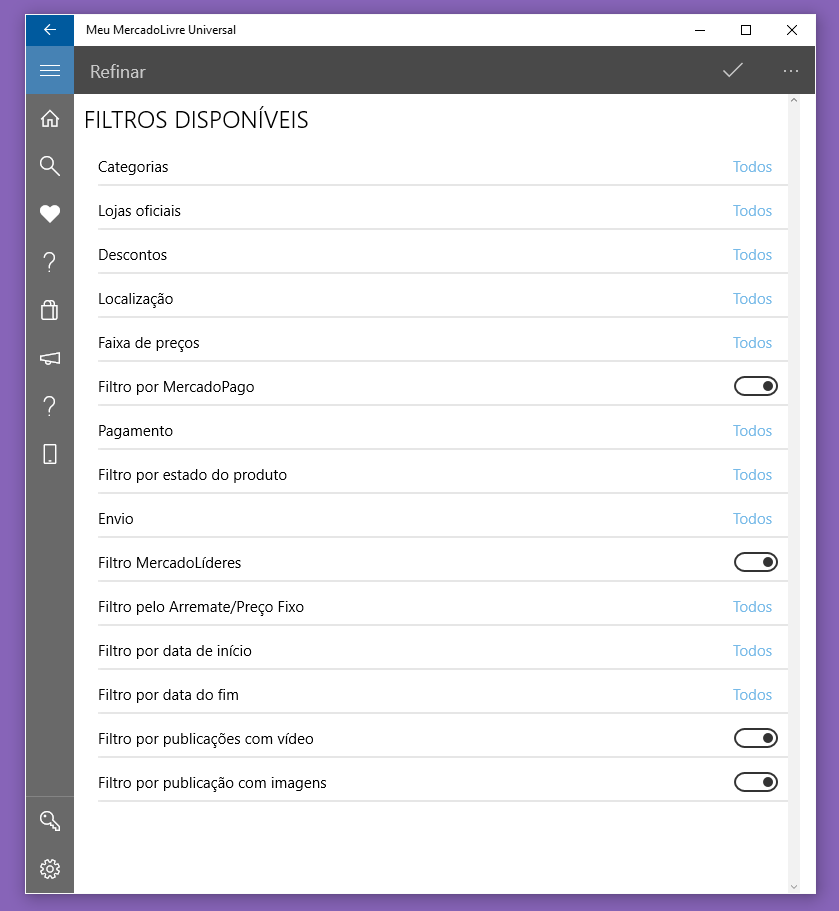 Meu MercadoLivre Universal
Refinar
FILTROS DISPONÍVEIS
Categorias Todos
Lojas oficiais Todos
Descontos Todos
Localização Todos
Faixa de preços Todos
Filtro por MercadoPago
Pagamento Todos
Filtro por estado do produto Todos
Envio Todos
Filtro MercadoLíderes
Filtro pelo Arremate/Preço Fixo Todos
Filtro por data de início Todos
Filtro por data do fim Todos
Filtro por publicações com vídeo
Filtro por publicação com imagens